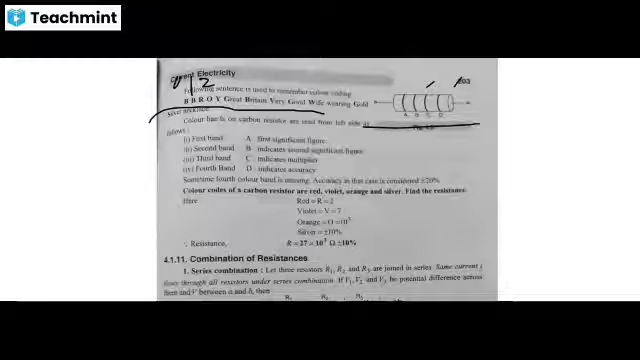 Teachmint
Current Electricity
Following sentence is used to remember colour coding
B B R O Y Great Britain Very Good Wife wearing Gold
Silver necklace.
Colour bands on carbon resistor are read from left side as
follows :
A B C D
(i) First band A first significant figure
(ii) Second band B indicates second significant figure
(iii) Third band C indicates multiplier
(iv) Fourth Band D indicates accuracy
Sometime fourth colour band is missing. Accuracy in that case is considered ±20%
Colour codes of a carbon resistor are red, violet, orange and silver. Find the resistance.
Here Red = R = 2
Violet = V = 7
Orange = O = 10³
Silver = ±10%
∴ Resistance, R = 27 × 10³ Ω ±10%
4.1.11. Combination of Resistances
1. Series combination : Let three resistors R₁, R₂ and R₃ are joined in series. Same current
flows through all resistors under series combination. If V₁, V₂ and V₃ be potential difference across
them and V between a and b, then
R₁ R₂ R₃